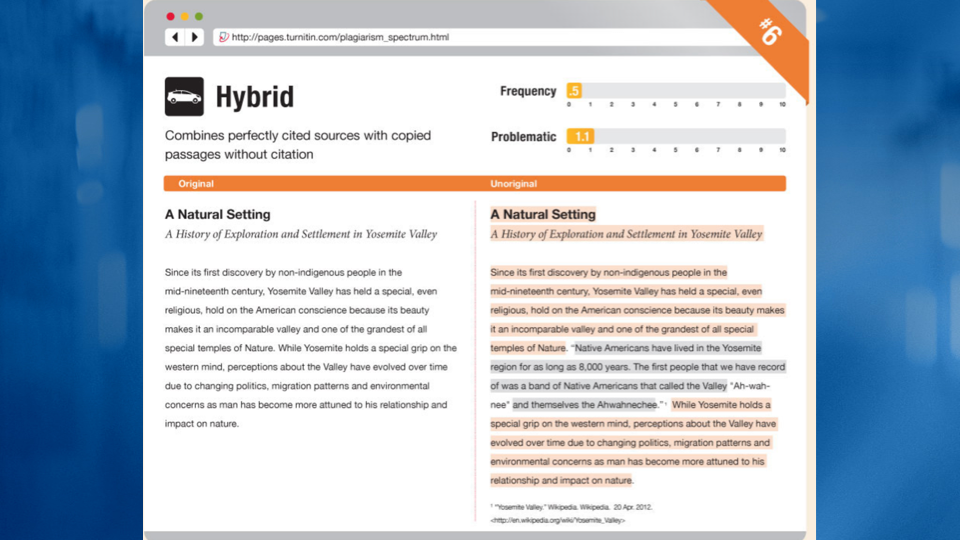 #6
http://pages.turnitin.com/plagiarism_spectrum.html
Hybrid
Combines perfectly cited sources with copied
passages without citation
Frequency .5
0 1 2 3 4 5 6 7 8 9 10
Problematic 1.1
0 1 2 3 4 5 6 7 8 9 10
Original
A Natural Setting
A History of Exploration and Settlement in Yosemite Valley
Since its first discovery by non-indigenous people in the
mid-nineteenth century, Yosemite Valley has held a special, even
religious, hold on the American conscience because its beauty
makes it an incomparable valley and one of the grandest of all
special temples of Nature. While Yosemite holds a special grip on the
western mind, perceptions about the Valley have evolved over time
due to changing politics, migration patterns and environmental
concerns as man has become more attuned to his relationship and
impact on nature.
Unoriginal
A Natural Setting
A History of Exploration and Settlement in Yosemite Valley
Since its first discovery by non-indigenous people in the
mid-nineteenth century, Yosemite Valley has held a special, even
religious, hold on the American conscience because its beauty makes
it an incomparable valley and one of the grandest of all special
temples of Nature. "Native Americans have lived in the Yosemite
region for as long as 8,000 years. The first people that we have record
of was a band of Native Americans that called the Valley "Ah-wah-
nee" and themselves the Ahwahnechee."¹ While Yosemite holds a
special grip on the western mind, perceptions about the Valley have
evolved over time due to changing politics, migration patterns and
environmental concerns as man has become more attuned to his
relationship and impact on nature.
¹ "Yosemite Valley." Wikipedia. Wikipedia. 20 Apr. 2012.
<http://en.wikipedia.org/wiki/Yosemite_Valley>